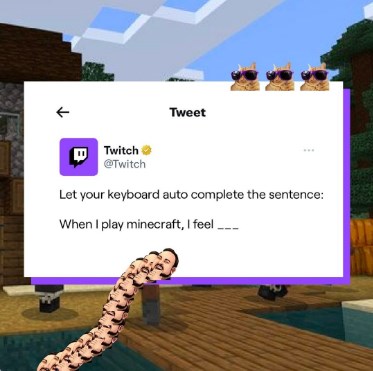 Tweet
Twitch
@Twitch
Let your keyboard auto complete the sentence:
When I play minecraft, I feel ___